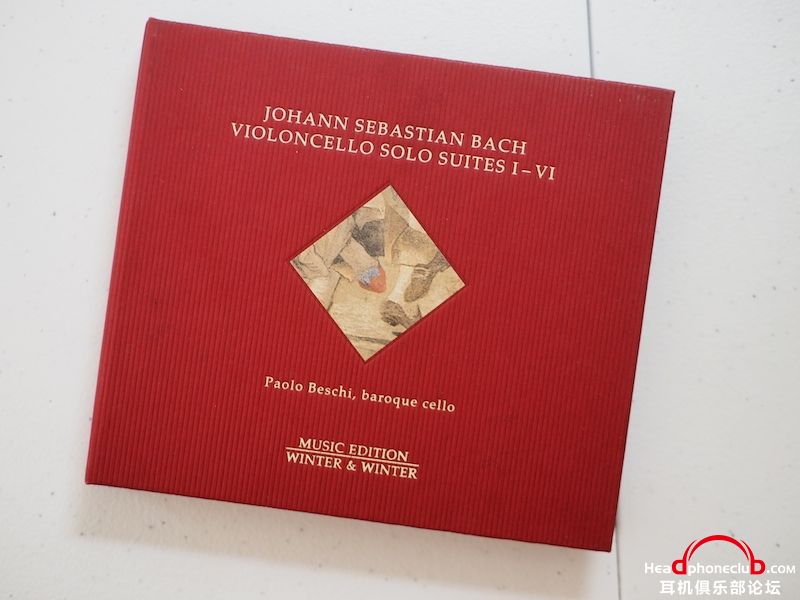 JOHANN SEBASTIAN BACH
VIOLONCELLO SOLO SUITES I – VI
Paolo Beschi, baroque cello
MUSIC EDITION
WINTER & WINTER
HeadphoneclubD.com
耳机俱乐部论坛